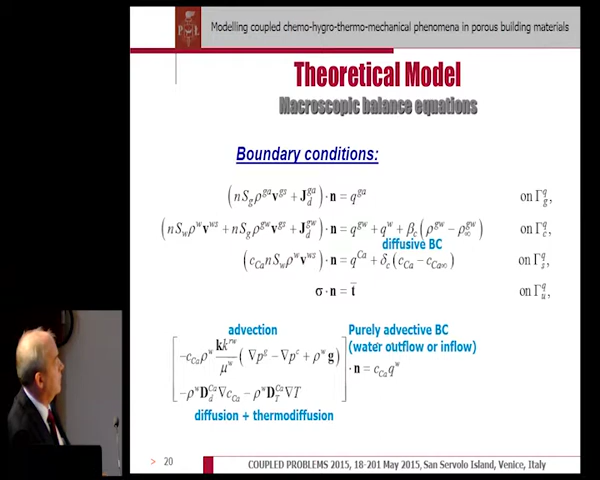 Modelling coupled chemo-hygro-thermo-mechanical phenomena in porous building materials
Theoretical Model
Macroscopic balance equations
Boundary conditions:
(nS_g ρ^{ga} v^{gs} + J_d^{ga}) · n = q^{ga} on Γ_g^q,
(nS_w ρ^w v^{ws} + nS_g ρ^{gw} v^{gs} + J_d^{gw}) · n = q^{gw} + q^w + β_c (ρ^{gw} − ρ_∞^{gw}) on Γ_c^q,
diffusive BC
(c_{Ca} nS_w ρ^w v^{ws}) · n = q^{Ca} + δ_c (c_{Ca} − c_{Ca∞}) on Γ_s^q,
σ · n = t̄ on Γ_u^q,
advection
Purely advective BC
(water outflow or inflow)
[−c_{Ca} ρ^w k k^{rw} / μ^w (∇p^g − ∇p^c + ρ^w g)
−ρ^w D_d^{Ca} ∇c_{Ca} − ρ^w D_T^{Ca} ∇T] · n = c_{Ca} q^w
diffusion + thermodiffusion
> 20
COUPLED PROBLEMS 2015, 18-201 May 2015, San Servolo Island, Venice, Italy